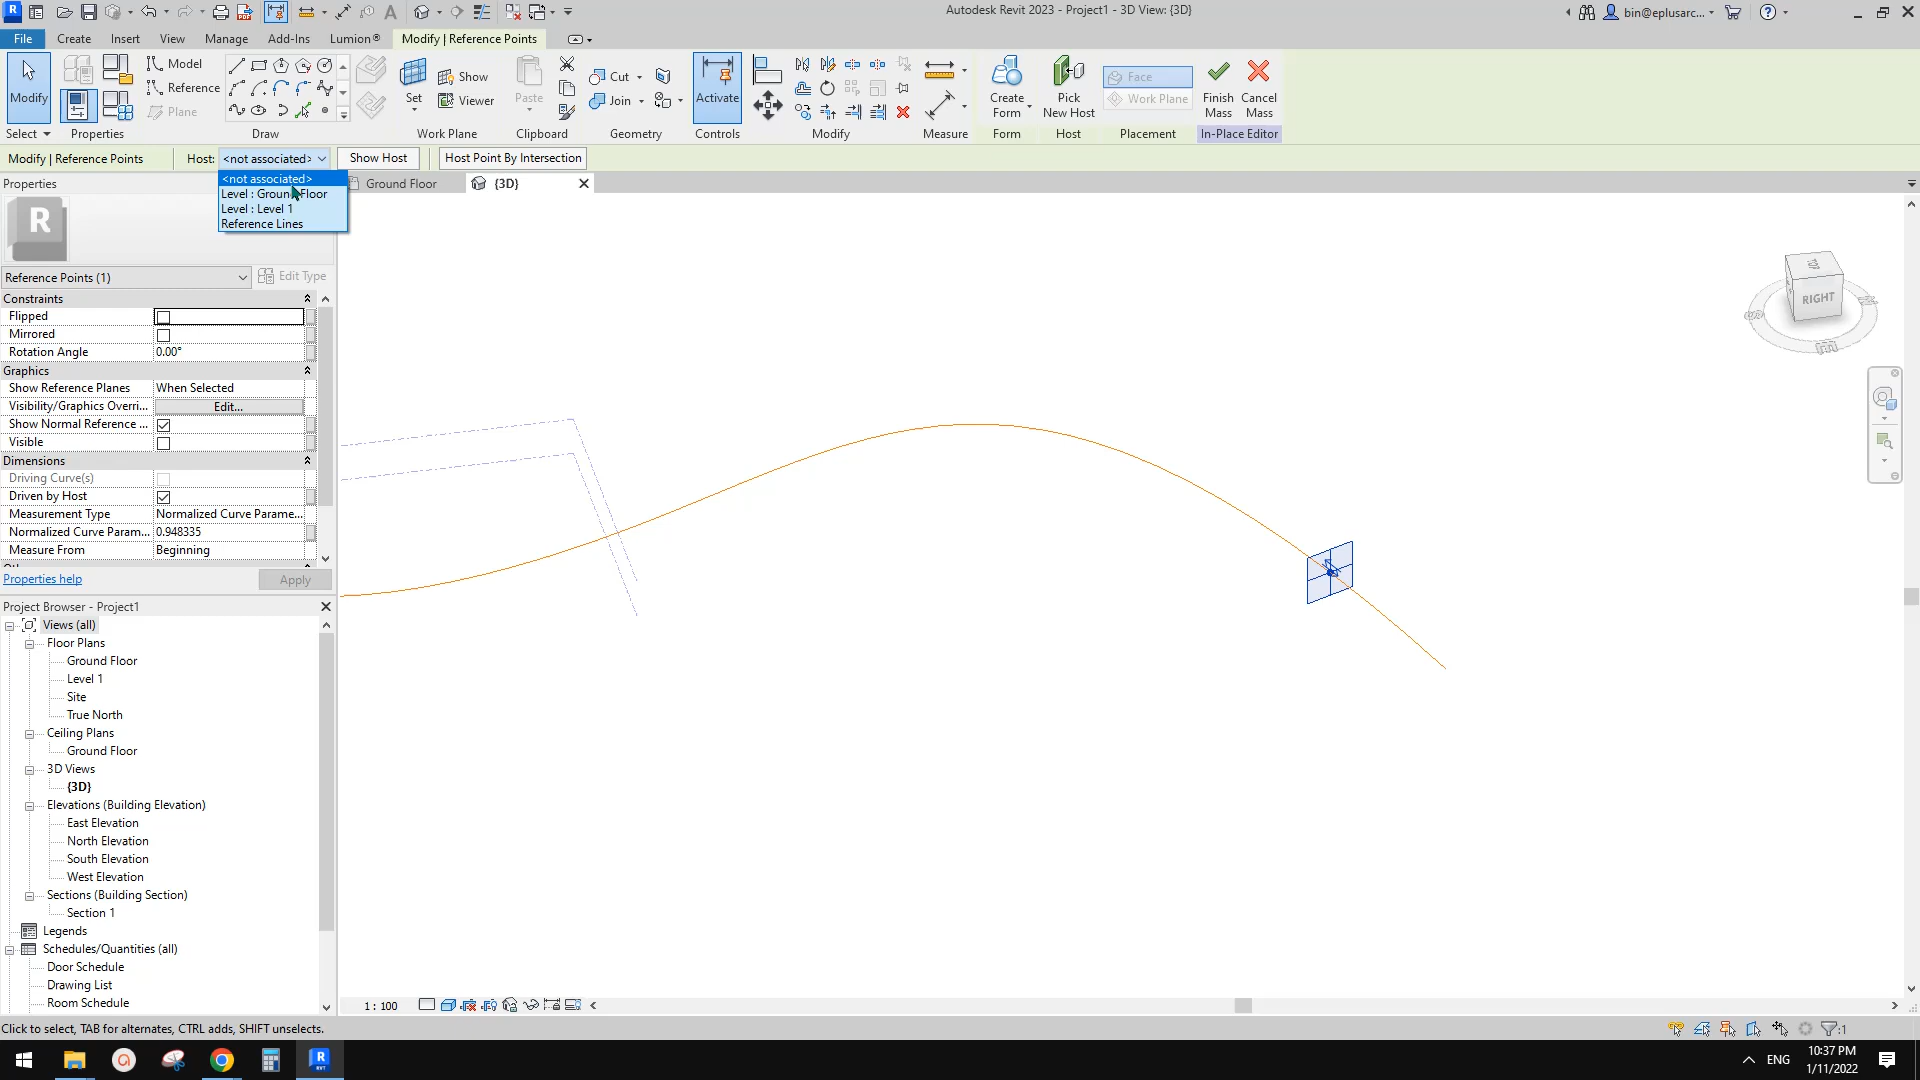 Autodesk Revit 2023 - Project1 - 3D View: {3D}
bin@eplusarc...
File Create Insert View Manage Add-Ins Lumion® Modify | Reference Points
Modify
Model
Reference
Plane
Set
Show
Viewer
Paste
Cut
Join
Activate
Create
Form
Pick
New Host
Face
Work Plane
Finish
Mass
Cancel
Mass
Select Properties Draw Work Plane Clipboard Geometry Controls Modify Measure Form Host Placement In-Place Editor
Modify | Reference Points Host: <not associated> Show Host Host Point By Intersection
<not associated>
Level : Ground Floor
Level : Level 1
Reference Lines
Ground Floor {3D}
Properties
R
Reference Points (1) Edit Type
Constraints
Flipped
Mirrored
Rotation Angle 0.00°
Graphics
Show Reference Planes When Selected
Visibility/Graphics Overri... Edit...
Show Normal Reference ...
Visible
Dimensions
Driving Curve(s)
Driven by Host
Measurement Type Normalized Curve Parame...
Normalized Curve Param... 0.948335
Measure From Beginning
Properties help Apply
Project Browser - Project1
Views (all)
Floor Plans
Ground Floor
Level 1
Site
True North
Ceiling Plans
Ground Floor
3D Views
{3D}
Elevations (Building Elevation)
East Elevation
North Elevation
South Elevation
West Elevation
Sections (Building Section)
Section 1
Legends
Schedules/Quantities (all)
Door Schedule
Drawing List
Room Schedule
TOP
RIGHT
1 : 100
Click to select, TAB for alternates, CTRL adds, SHIFT unselects.
:1
ENG
10:37 PM
1/11/2022